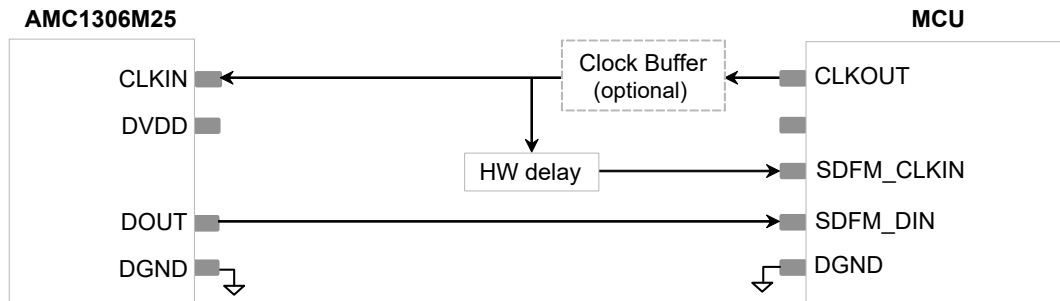 AMC1306M25
MCU
CLKIN
Clock Buffer
(optional)
CLKOUT
DVDD
HW delay
SDFM_CLKIN
DOUT
SDFM_DIN
DGND
DGND